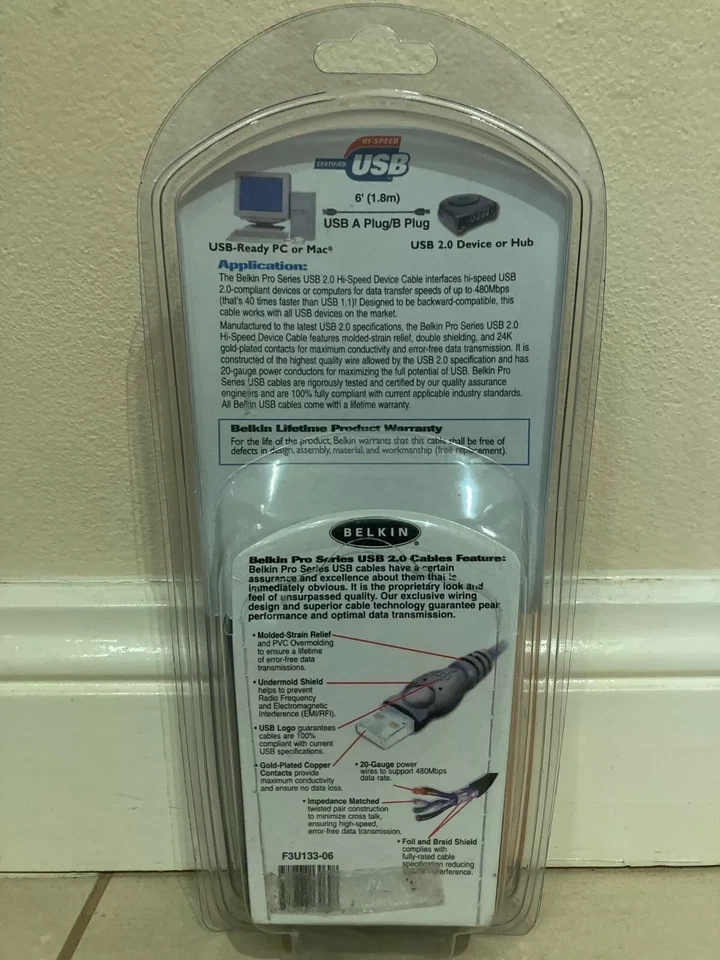 HI-SPEED
CERTIFIED USB
6' (1.8m)
USB A Plug/B Plug
USB-Ready PC or Mac®
USB 2.0 Device or Hub
Application:
The Belkin Pro Series USB 2.0 Hi-Speed Device Cable interfaces hi-speed USB
2.0-compliant devices or computers for data transfer speeds of up to 480Mbps
(that's 40 times faster than USB 1.1)! Designed to be backward-compatible, this
cable works with all USB devices on the market.
Manufactured to the latest USB 2.0 specifications, the Belkin Pro Series USB 2.0
Hi-Speed Device Cable features molded-strain relief, double shielding, and 24K
gold-plated contacts for maximum conductivity and error-free data transmission. It is
constructed of the highest quality wire allowed by the USB 2.0 specification and has
20-gauge power conductors for maximizing the full potential of USB. Belkin Pro
Series USB cables are rigorously tested and certified by our quality assurance
engineers and are 100% fully compliant with current applicable industry standards.
All Belkin USB cables come with a lifetime warranty.
Belkin Lifetime Product Warranty
For the life of the product, Belkin warrants that this cable shall be free of
defects in design, assembly, material, and workmanship (free replacement).
BELKIN®
Belkin Pro Series USB 2.0 Cables Feature:
Belkin Pro Series USB cables have a certain
assurance and excellence about them that is
immediately obvious. It is the proprietary look and
feel of unsurpassed quality. Our exclusive wiring
design and superior cable technology guarantee peak
performance and optimal data transmission.
• Molded-Strain Relief
and PVC Overmolding
to ensure a lifetime
of error-free data
transmissions.
• Undermold Shield
helps to prevent
Radio Frequency
and Electromagnetic
Interference (EMI/RFI).
• USB Logo guarantees
cables are 100%
compliant with current
USB specifications.
• Gold-Plated Copper
Contacts provide
maximum conductivity
and ensure no data loss.
• 20-Gauge power
wires to support 480Mbps
data rate.
• Impedance Matched
twisted pair construction
to minimize cross talk,
ensuring high-speed,
error-free data transmission.
• Foil and Braid Shield
complies with
fully-rated cable
specification reducing
F3U133-06